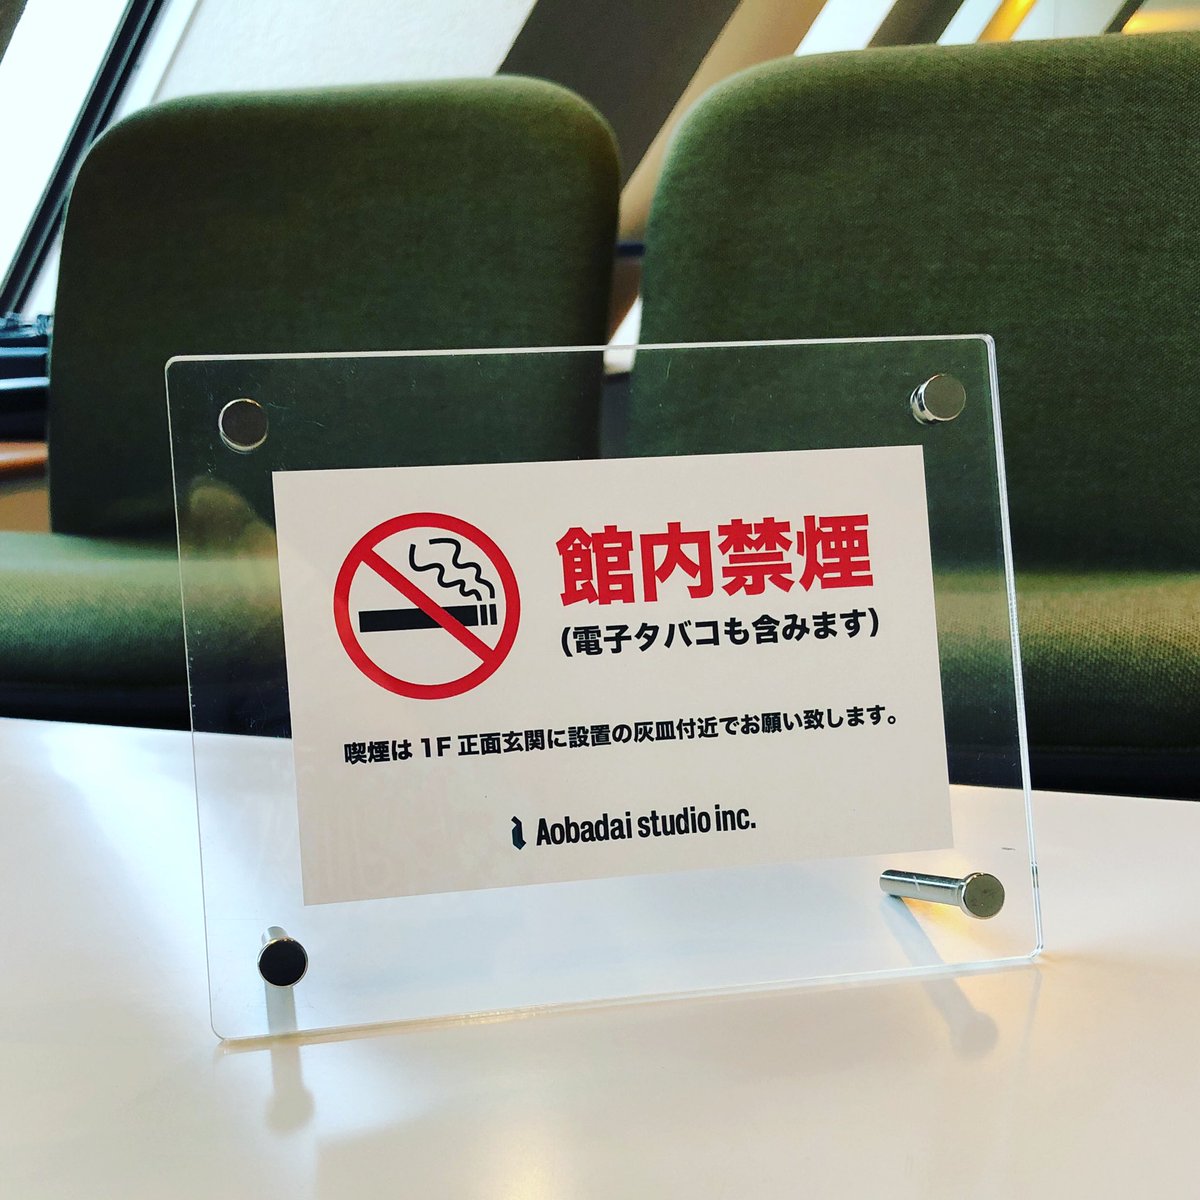 館内禁煙
(電子タバコも含みます)
喫煙は 1F 正面玄関に設置の灰皿付近でお願い致します。
Aobadai studio inc.